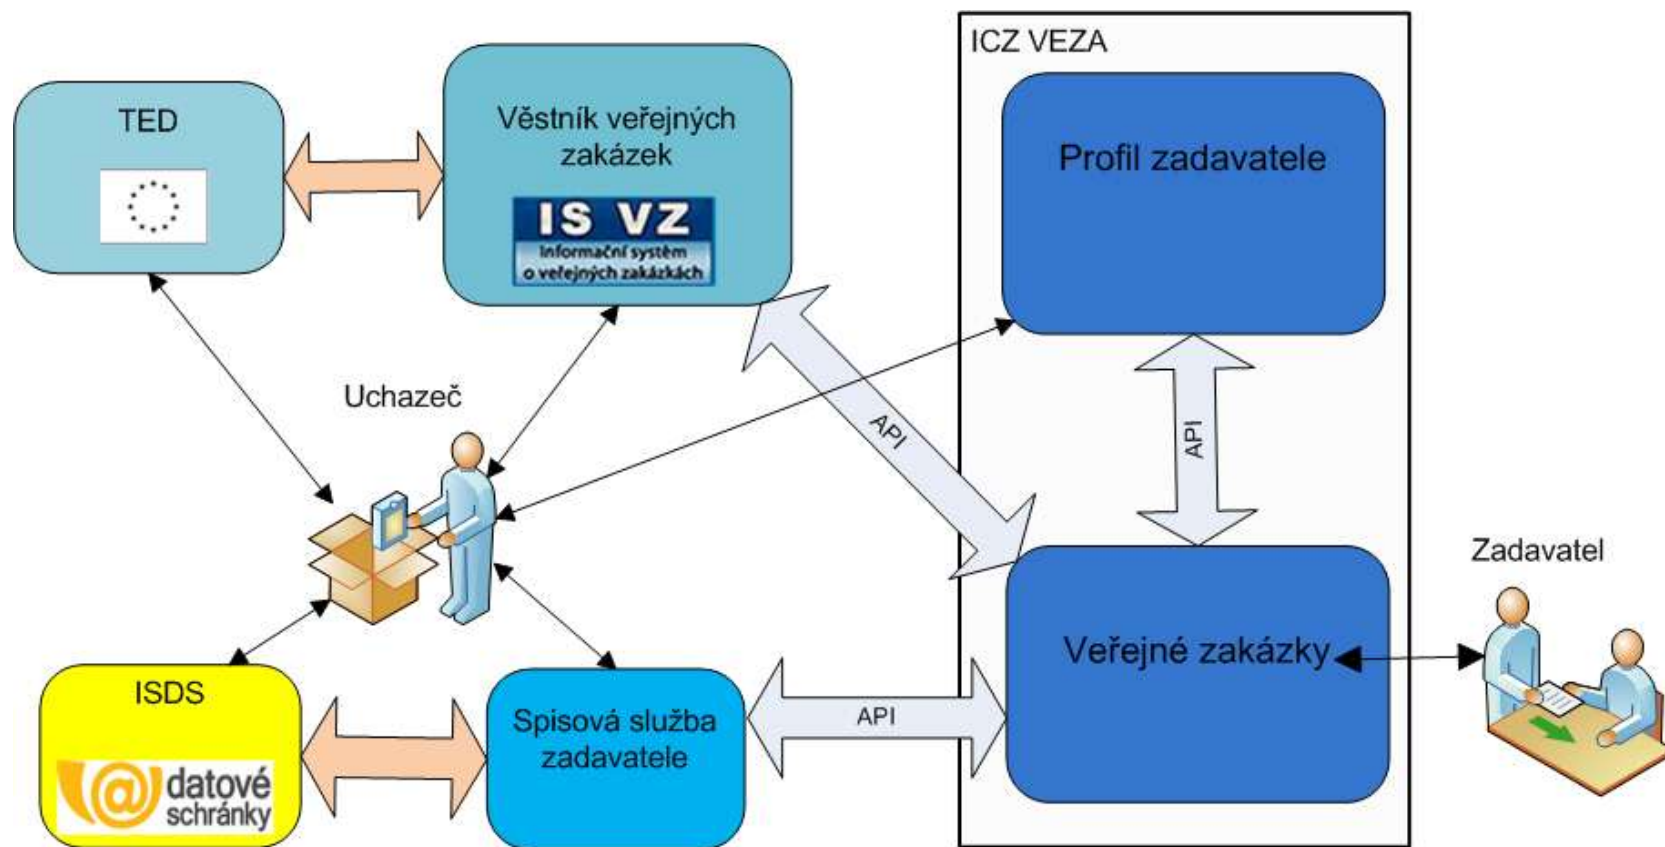 ICZ VEZA
TED
Věstník veřejných
zakázek
IS VZ
Informační systém
o veřejných zakázkách
Profil zadavatele
Uchazeč
API
API
Zadavatel
Veřejné zakázky
ISDS
datové
schránky
Spisová služba
zadavatele
API